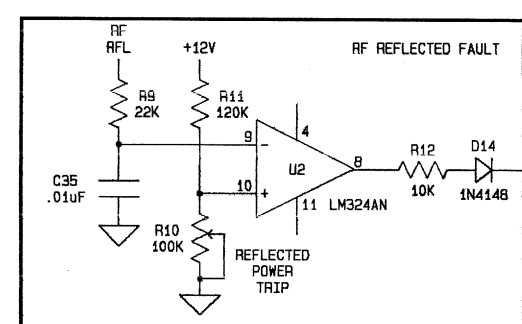 RF
RFL
+12V
RF REFLECTED FAULT
R9
22K
R11
120K
4
9
-
U2
8
R12
10K
D14
1N4148
C35
.01uF
10
+
11
LM324AN
R10
100K
REFLECTED
POWER
TRIP